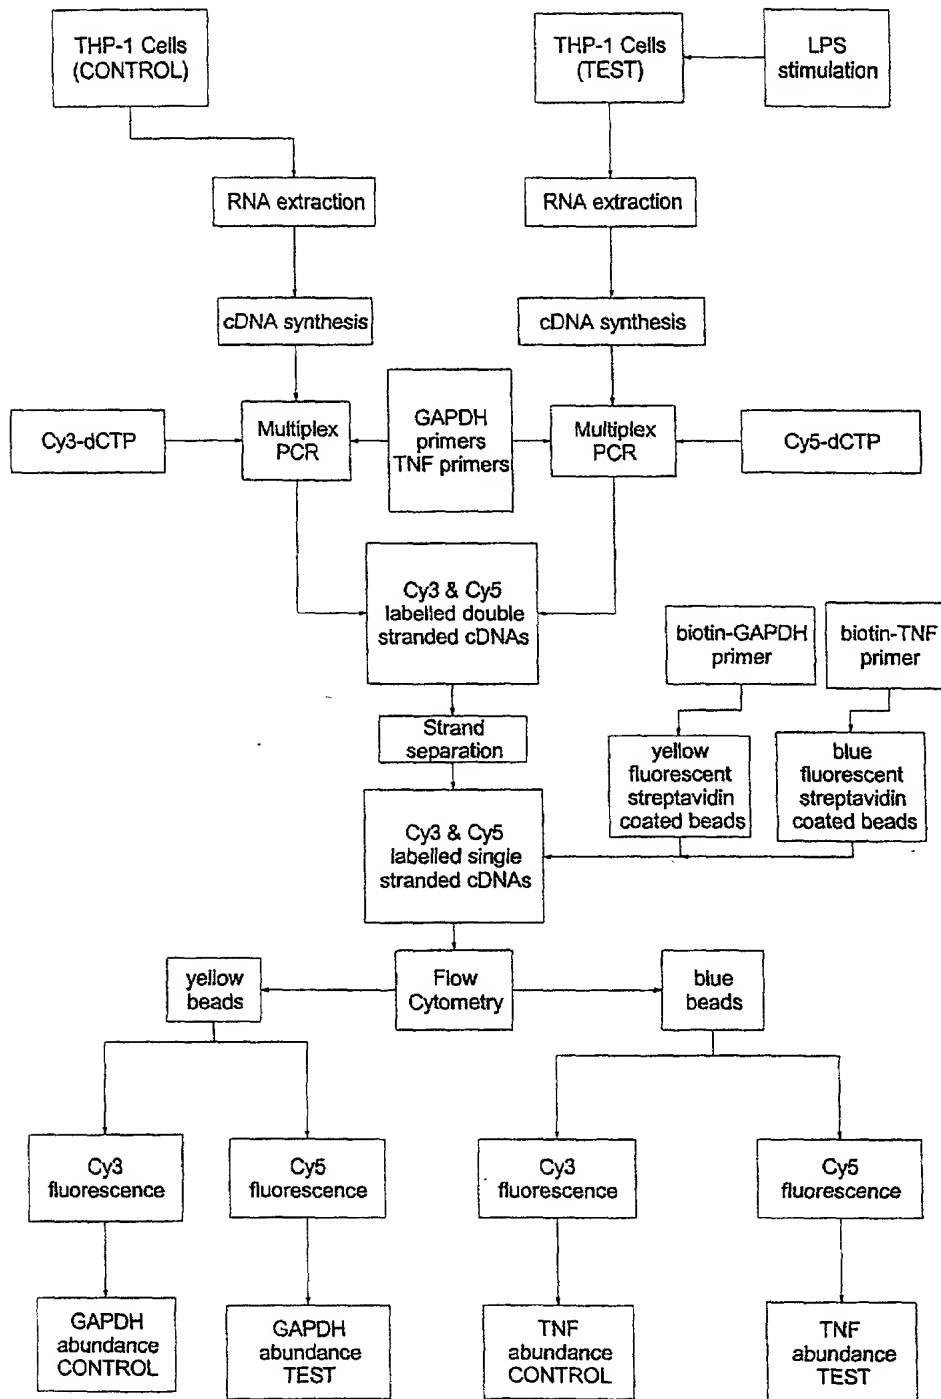 THP-1 Cells
(CONTROL)
THP-1 Cells
(TEST)
LPS
stimulation
RNA extraction
RNA extraction
cDNA synthesis
cDNA synthesis
Cy3-dCTP
Multiplex
PCR
GAPDH
primers
TNF primers
Multiplex
PCR
Cy5-dCTP
Cy3 & Cy5
labelled double
stranded cDNAs
biotin-GAPDH
primer
biotin-TNF
primer
Strand
separation
yellow
fluorescent
streptavidin
coated beads
blue
fluorescent
streptavidin
coated beads
Cy3 & Cy5
labelled single
stranded cDNAs
yellow
beads
Flow
Cytometry
blue
beads
Cy3
fluorescence
Cy5
fluorescence
Cy3
fluorescence
Cy5
fluorescence
GAPDH
abundance
CONTROL
GAPDH
abundance
TEST
TNF
abundance
CONTROL
TNF
abundance
TEST